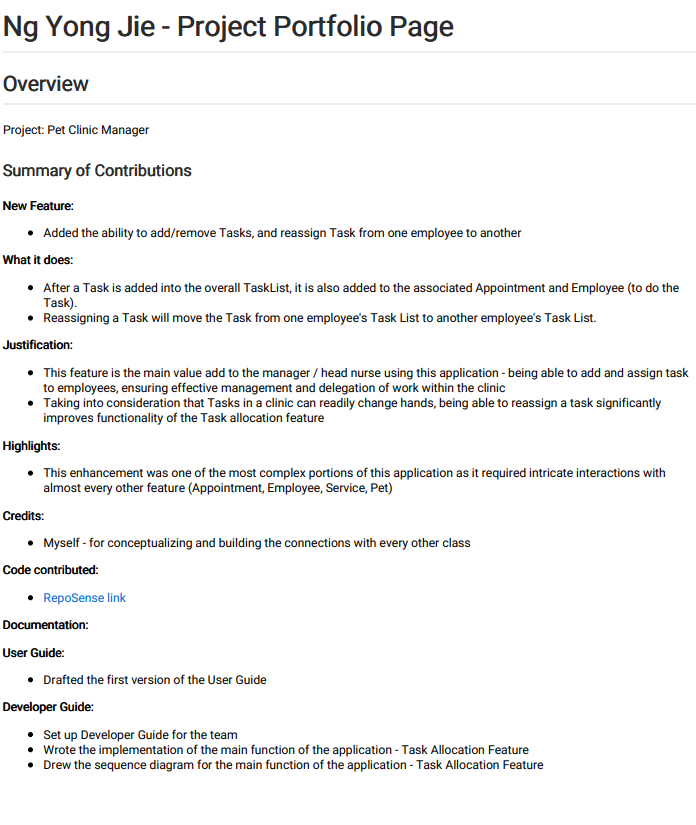 Ng Yong Jie - Project Portfolio Page
Overview
Project: Pet Clinic Manager
Summary of Contributions
New Feature:
Added the ability to add/remove Tasks, and reassign Task from one employee to another
What it does:
After a Task is added into the overall TaskList, it is also added to the associated Appointment and Employee (to do the
Task).
Reassigning a Task will move the Task from one employee's Task List to another employee's Task List.
Justification:
This feature is the main value add to the manager / head nurse using this application - being able to add and assign task
to employees, ensuring effective management and delegation of work within the clinic
Taking into consideration that Tasks in a clinic can readily change hands, being able to reassign a task significantly
improves functionality of the Task allocation feature
Highlights:
This enhancement was one of the most complex portions of this application as it required intricate interactions with
almost every other feature (Appointment, Employee, Service, Pet)
Credits:
Myself - for conceptualizing and building the connections with every other class
Code contributed:
RepoSense link
Documentation:
User Guide:
Drafted the first version of the User Guide
Developer Guide:
Set up Developer Guide for the team
Wrote the implementation of the main function of the application - Task Allocation Feature
Drew the sequence diagram for the main function of the application - Task Allocation Feature